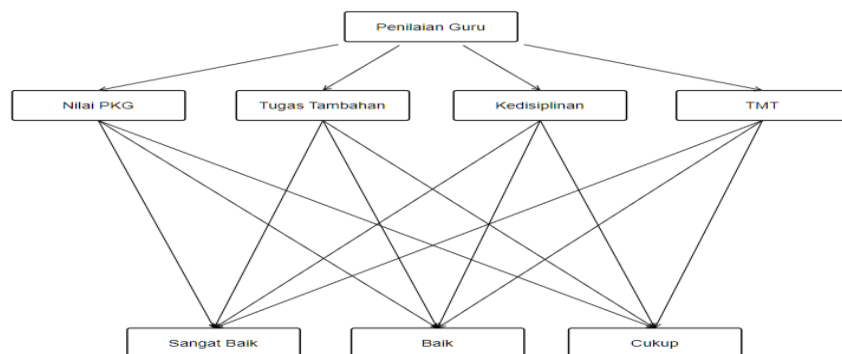 Penilaian Guru
Nilai PKG
Tugas Tambahan
Kedisiplinan
TMT
Sangat Baik
Baik
Cukup